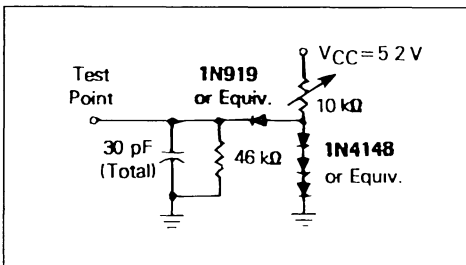 VCC=5 2 V
Test
Point
1N919
or Equiv.
10 kΩ
30 pF
(Total)
46 kΩ
1N4148
or Equiv.